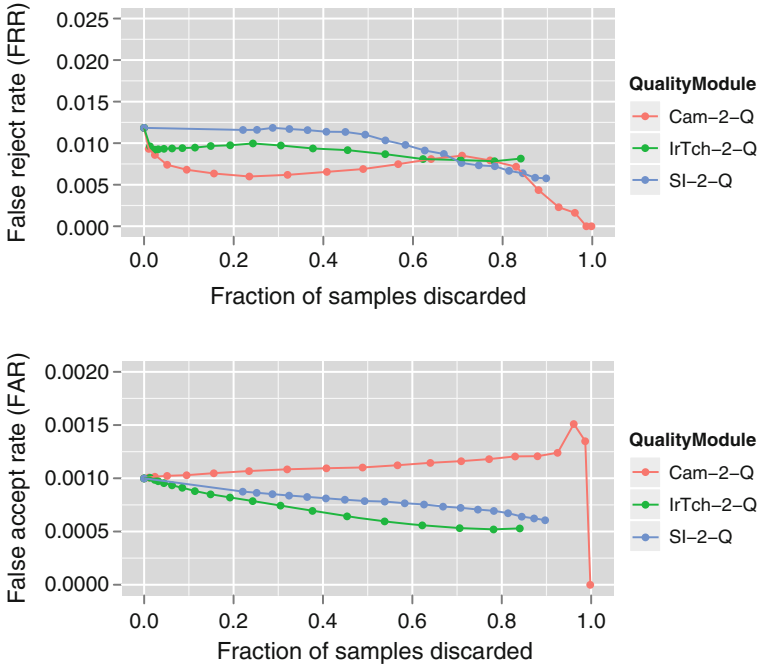 False reject rate (FRR)
0.025
0.020
0.015
0.010
0.005
0.000
0.0 0.2 0.4 0.6 0.8 1.0
Fraction of samples discarded
QualityModule
Cam-2-Q
IrTch-2-Q
SI-2-Q
False accept rate (FAR)
0.0020
0.0015
0.0010
0.0005
0.0000
0.0 0.2 0.4 0.6 0.8 1.0
Fraction of samples discarded
QualityModule
Cam-2-Q
IrTch-2-Q
SI-2-Q